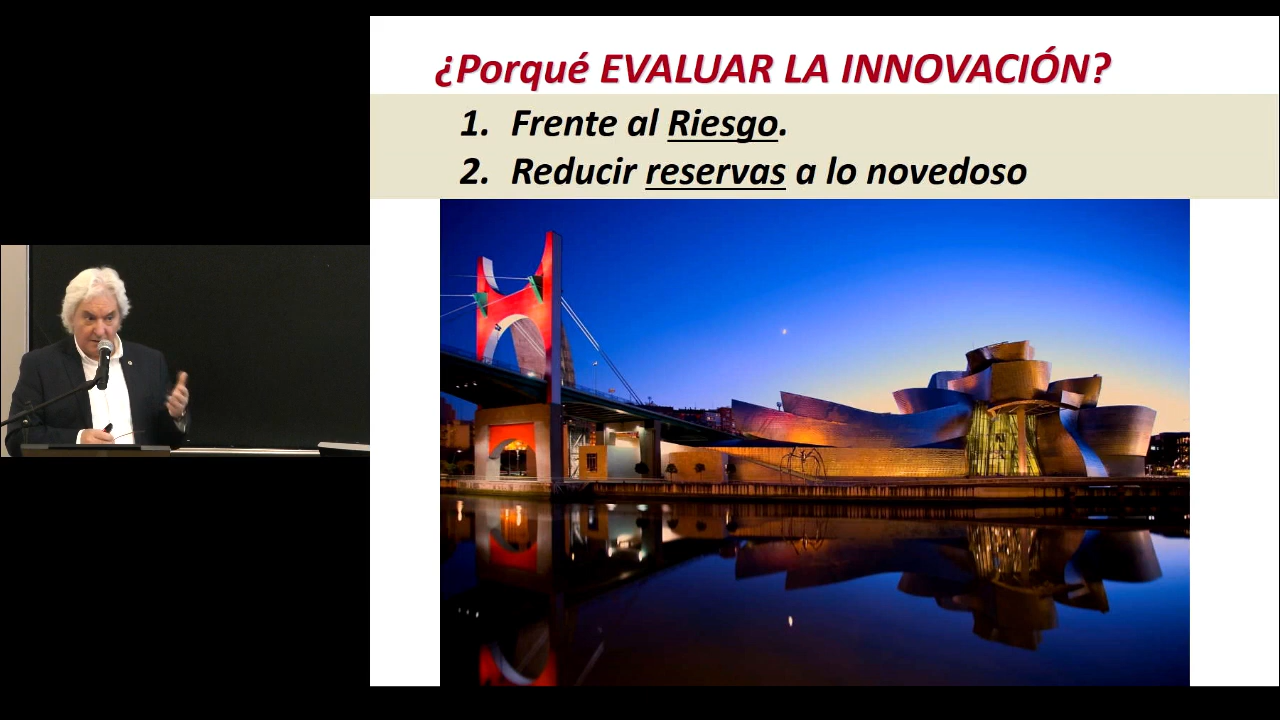 ¿Porqué EVALUAR LA INNOVACIÓN?
1. Frente al Riesgo.
2. Reducir reservas a lo novedoso